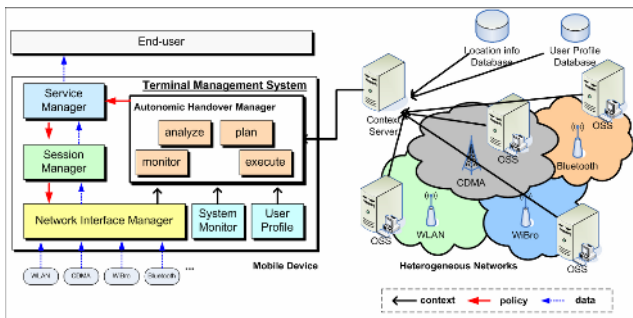 End-user
Terminal Management System
Service
Manager
Autonomic Handover Manager
analyze
plan
monitor
execute
Session
Manager
Network Interface Manager
System
Monitor
User
Profile
WLAN
CDMA
WiBro
Bluetooth
...
Mobile Device
Location info
Database
User Profile
Database
Context
Server
OSS
OSS
Bluetooth
CDMA
WLAN
WiBro
OSS
OSS
Heterogeneous Networks
context
policy
data